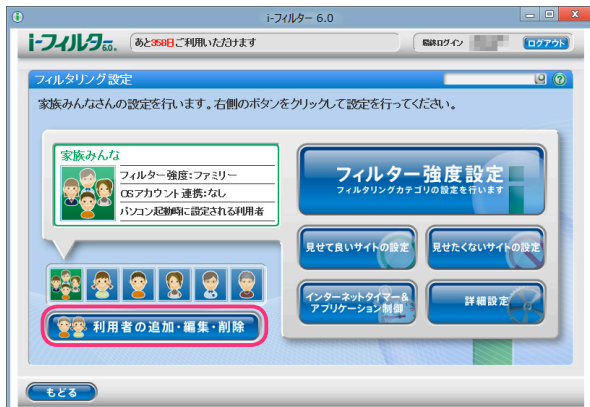 i-フィルター 6.0
i-フィルター 6.0
あと358日ご利用いただけます
臨時ログイン
ログアウト
フィルタリング設定
家族みんなさんの設定を行います。右側のボタンをクリックして設定を行ってください。
家族みんな
フィルター強度:ファミリー
OSアカウント連携:なし
パソコン起動時に設定される利用者
フィルター強度設定
フィルタリングカテゴリの設定を行います
見せて良いサイトの設定
見せたくないサイトの設定
インターネットタイマー&
アプリケーション制御
詳細設定
利用者の追加・編集・削除
もどる